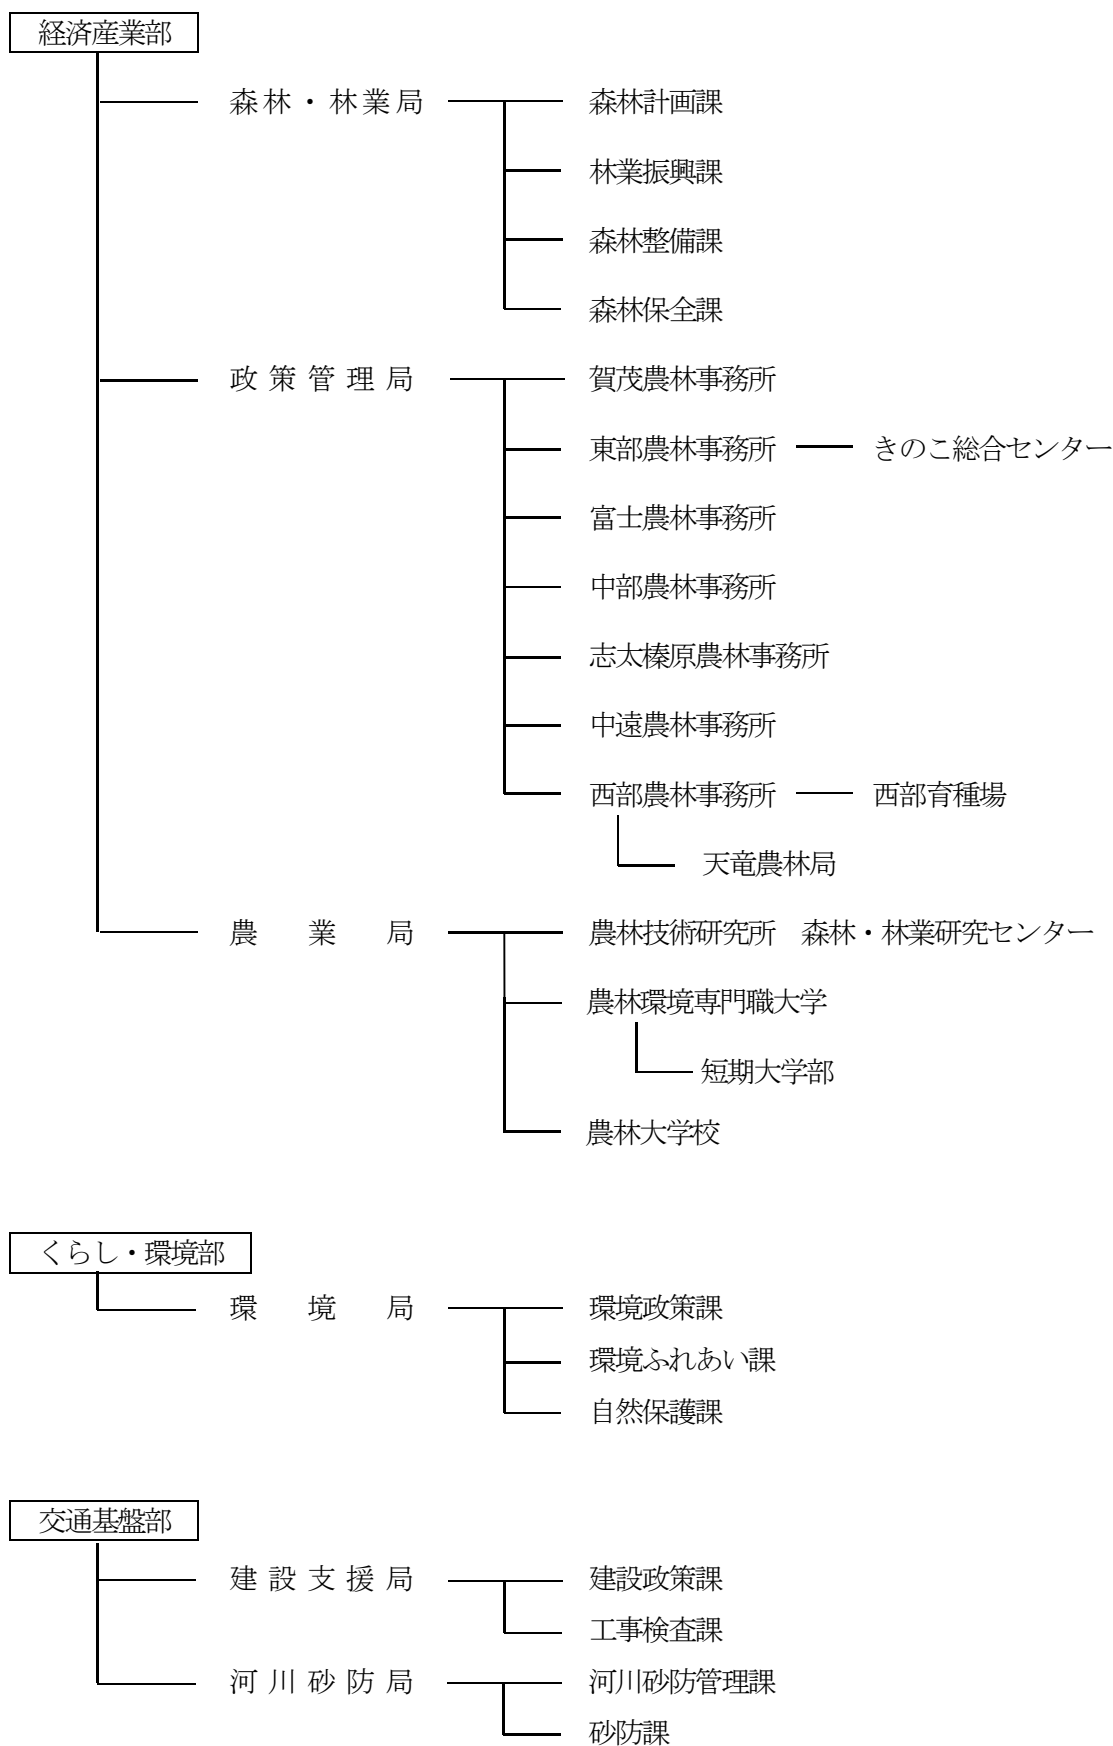 経済産業部
森林・林業局 森林計画課
林業振興課
森林整備課
森林保全課
政策管理局 賀茂農林事務所
東部農林事務所 きのこ総合センター
富士農林事務所
中部農林事務所
志太榛原農林事務所
中遠農林事務所
西部農林事務所 西部育種場
天竜農林局
農業局 農林技術研究所 森林・林業研究センター
農林環境専門職大学
短期大学部
農林大学校
くらし・環境部
環境局 環境政策課
環境ふれあい課
自然保護課
交通基盤部
建設支援局 建設政策課
工事検査課
河川砂防局 河川砂防管理課
砂防課